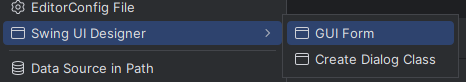 EditorConfig File
Swing UI Designer
GUI Form
Create Dialog Class
Data Source in Path